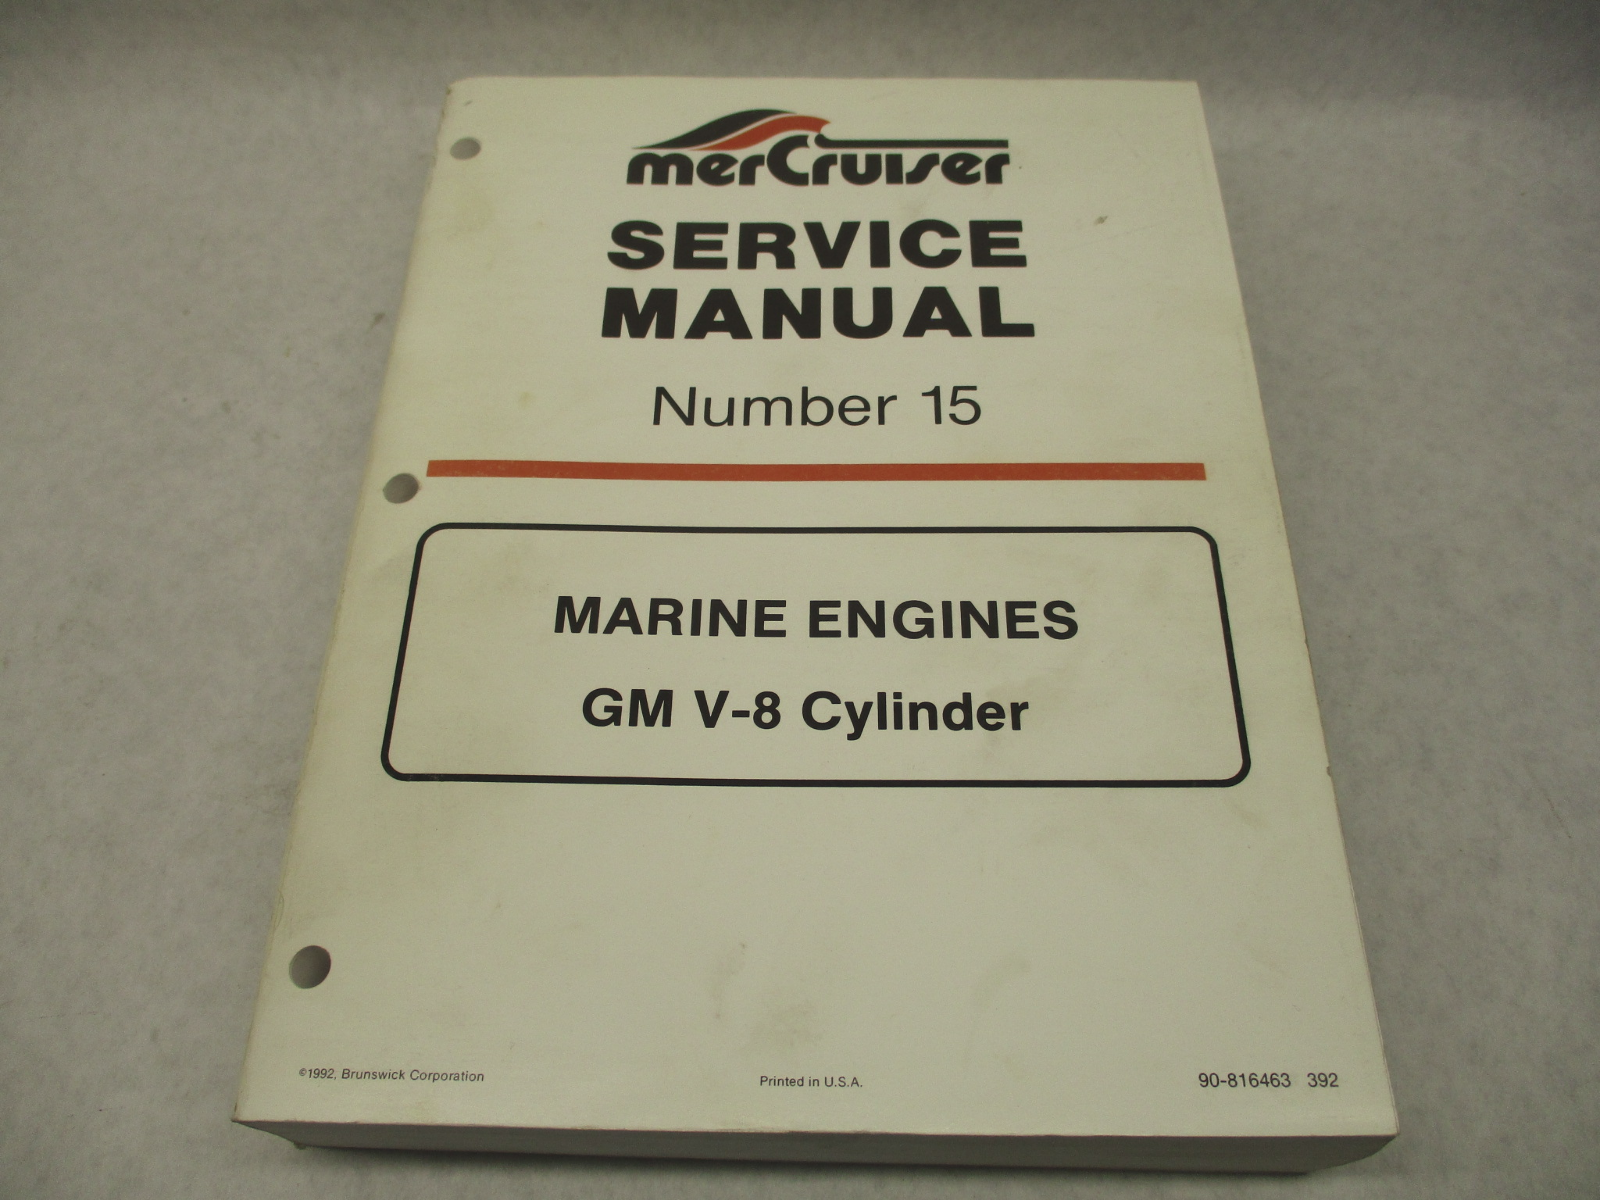 merCruiser
SERVICE
MANUAL
Number 15
MARINE ENGINES
GM V-8 Cylinder
©1992, Brunswick Corporation
Printed in U.S.A.
90-816463 392